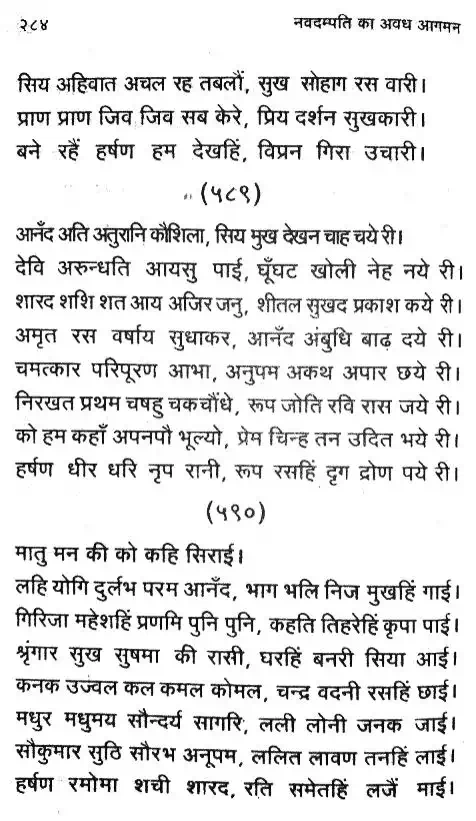 २८४ नवदम्पति का अवध आगमन
सिय अहिवात अचल रह तबलौं, सुख सोहाग रस वारी।
प्राण प्राण जिव जिव सब केरे, प्रिय दर्शन सुखकारी।
बने रहैं हर्षण हम देखहिं, विप्रन गिरा उचारी।
(५८९)
आनँद अति अतुरानि कौशिला, सिय मुख देखन चाह चये री।
देवि अरुन्धति आयसु पाई, घूँघट खोली नेह नये री।
शारद शशि शत आय अजिर जनु, शीतल सुखद प्रकाश कये री।
अमृत रस वर्षाय सुधाकर, आनँद अंबुधि बाढ दये री।
चमत्कार परिपूरण आभा, अनुपम अकथ अपार छये री।
निरखत प्रथम चषहु चकचौंधे, रूप जोति रवि रास जये री।
को हम कहाँ अपनपौ भूल्यो, प्रेम चिन्ह तन उदित भये री।
हर्षण धीर धरि नृप रानी, रूप रसहिं दृग द्रोण पये री।
(५९०)
मातु मन की को कहि सिराई।
लहि योगि दुर्लभ परम आनँद, भाग भलि निज मुखहिं गाई।
गिरिजा महेशहिं प्रणमि पुनि पुनि, कहति तिहरेहिं कृपा पाई।
श्रृंगार सुख सुषमा की रासी, घरहिं बनरी सिया आई।
कनक उज्वल कल कमल कोमल, चन्द्र वदनी रसहिं छाई।
मधुर मधुमय सौन्दर्य सागरि, लली लोनी जनक जाई।
सौकुमार सुठि सौरभ अनूपम, ललित लावण तनहिं लाई।
हर्षण रमोमा शची शारद, रति समेतहिं लजैं माई।